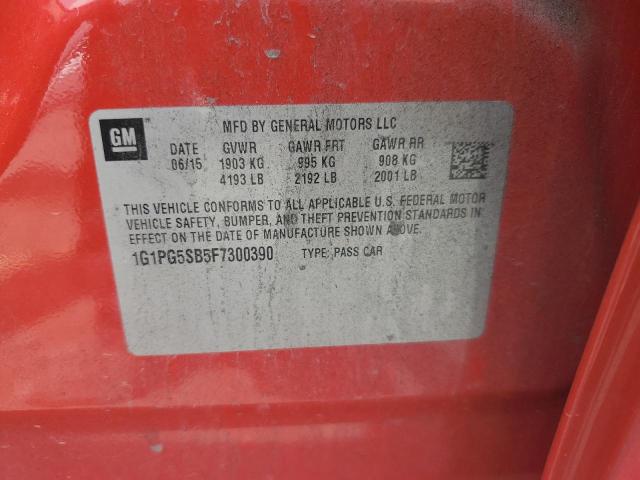 GM
MFD BY GENERAL MOTORS LLC
DATE GVWR GAWR FRT GAWR RR
06/15 1903 KG 995 KG 908 KG
4193 LB 2192 LB 2001 LB
THIS VEHICLE CONFORMS TO ALL APPLICABLE U.S. FEDERAL MOTOR
VEHICLE SAFETY, BUMPER, AND THEFT PREVENTION STANDARDS IN
EFFECT ON THE DATE OF MANUFACTURE SHOWN ABOVE.
1G1PG5SB5F7300390 TYPE: PASS CAR